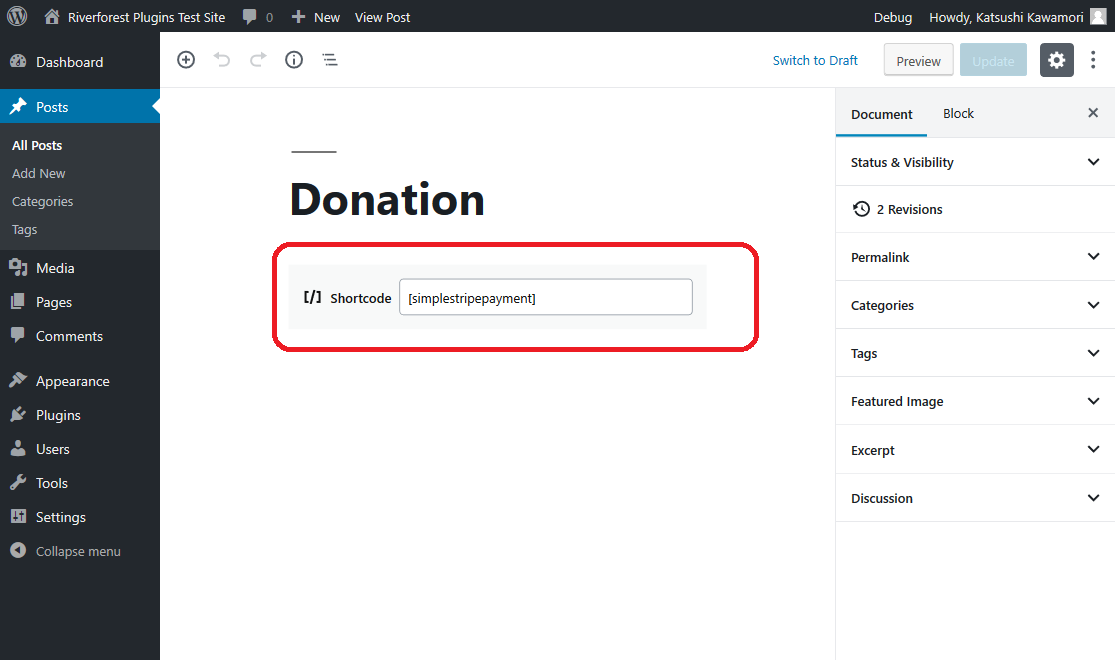 Riverforest Plugins Test Site 0 New View Post Debug Howdy, Katsushi Kawamori
Dashboard
Posts
All Posts
Add New
Categories
Tags
Media
Pages
Comments
Appearance
Plugins
Users
Tools
Settings
Collapse menu
Switch to Draft Preview Update
Donation
[/] Shortcode [simplestripepayment]
Document Block
Status & Visibility
2 Revisions
Permalink
Categories
Tags
Featured Image
Excerpt
Discussion